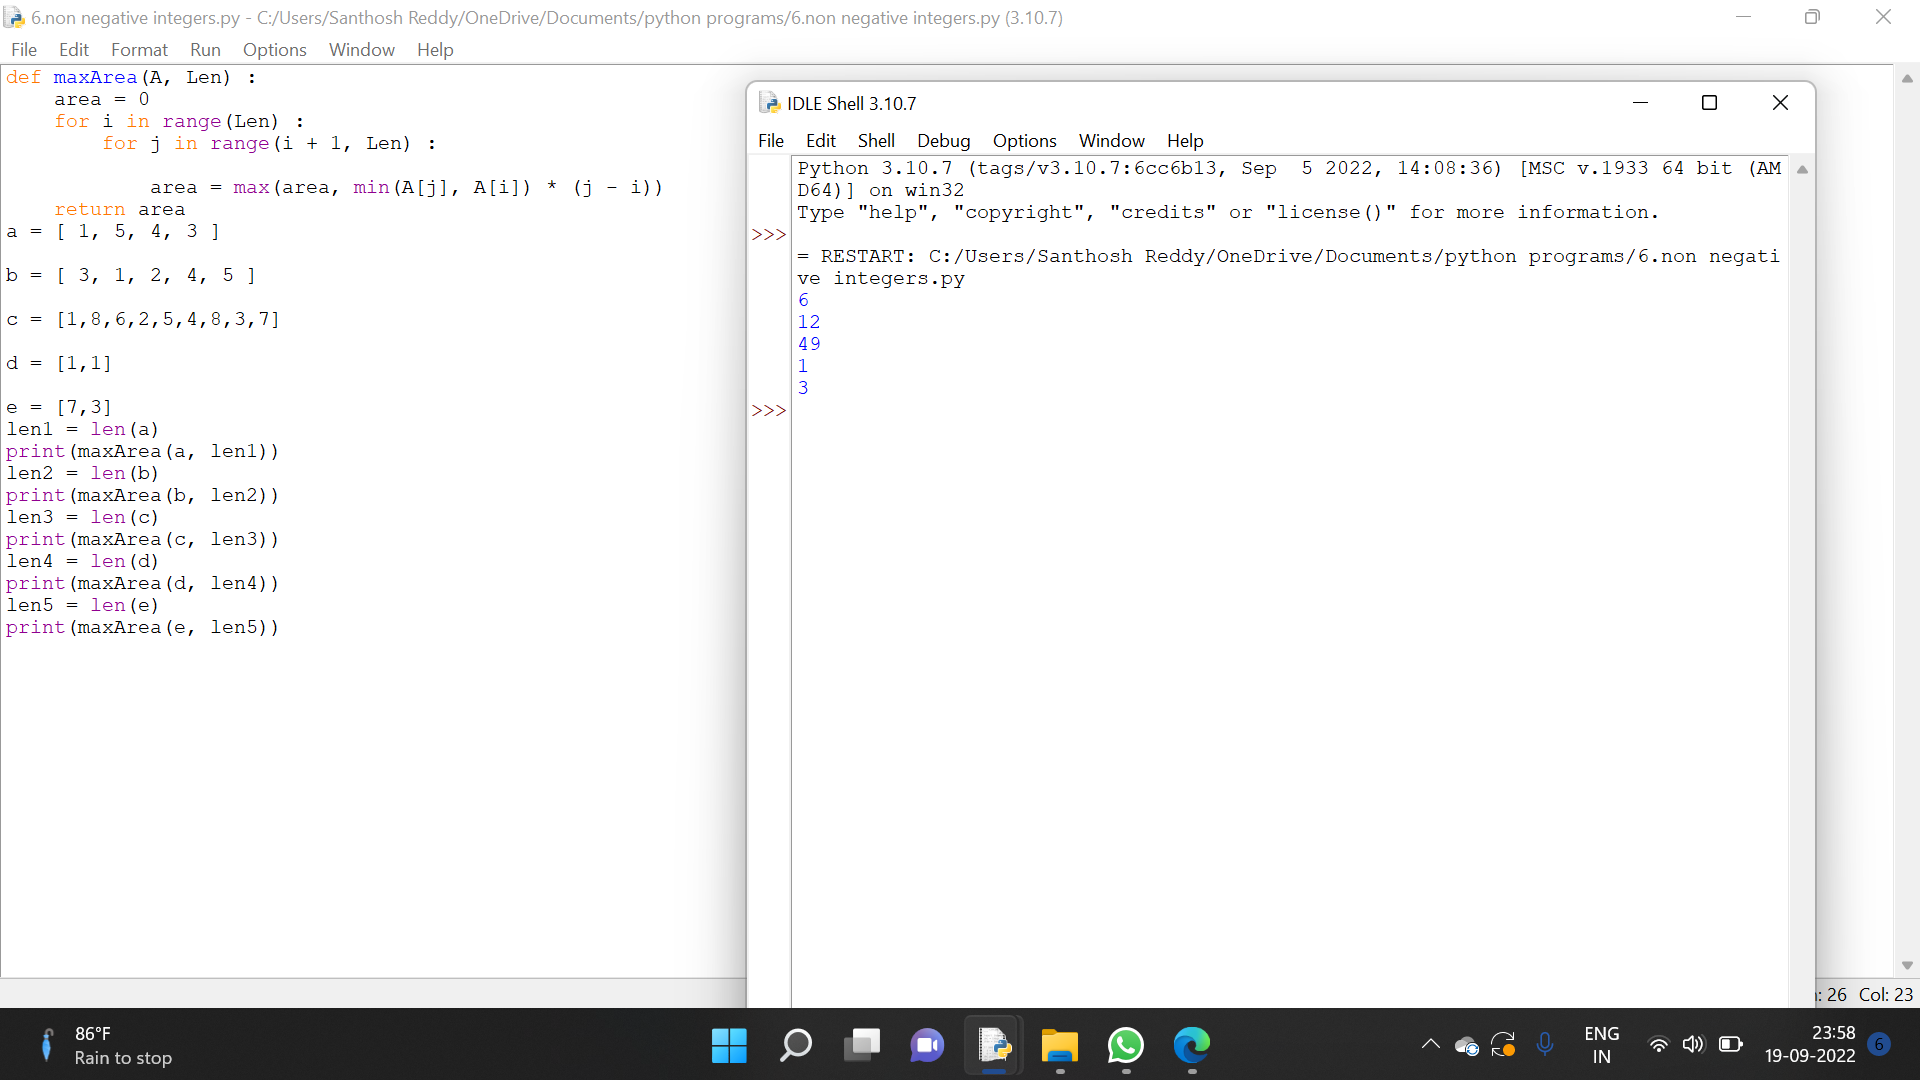 6.non negative integers.py - C:/Users/Santhosh Reddy/OneDrive/Documents/python programs/6.non negative integers.py (3.10.7)
File Edit Format Run Options Window Help
def maxArea(A, Len) :
    area = 0
    for i in range(Len) :
        for j in range(i + 1, Len) :
            area = max(area, min(A[j], A[i]) * (j - i))
    return area
a = [ 1, 5, 4, 3 ]
b = [ 3, 1, 2, 4, 5 ]
c = [1,8,6,2,5,4,8,3,7]
d = [1,1]
e = [7,3]
len1 = len(a)
print(maxArea(a, len1))
len2 = len(b)
print(maxArea(b, len2))
len3 = len(c)
print(maxArea(c, len3))
len4 = len(d)
print(maxArea(d, len4))
len5 = len(e)
print(maxArea(e, len5))
IDLE Shell 3.10.7
File Edit Shell Debug Options Window Help
Python 3.10.7 (tags/v3.10.7:6cc6b13, Sep  5 2022, 14:08:36) [MSC v.1933 64 bit (AM
D64)] on win32
Type "help", "copyright", "credits" or "license()" for more information.
>>>
= RESTART: C:/Users/Santhosh Reddy/OneDrive/Documents/python programs/6.non negati
ve integers.py
6
12
49
1
3
>>>
: 26 Col: 23
86°F
Rain to stop
ENG
IN
23:58
19-09-2022
6